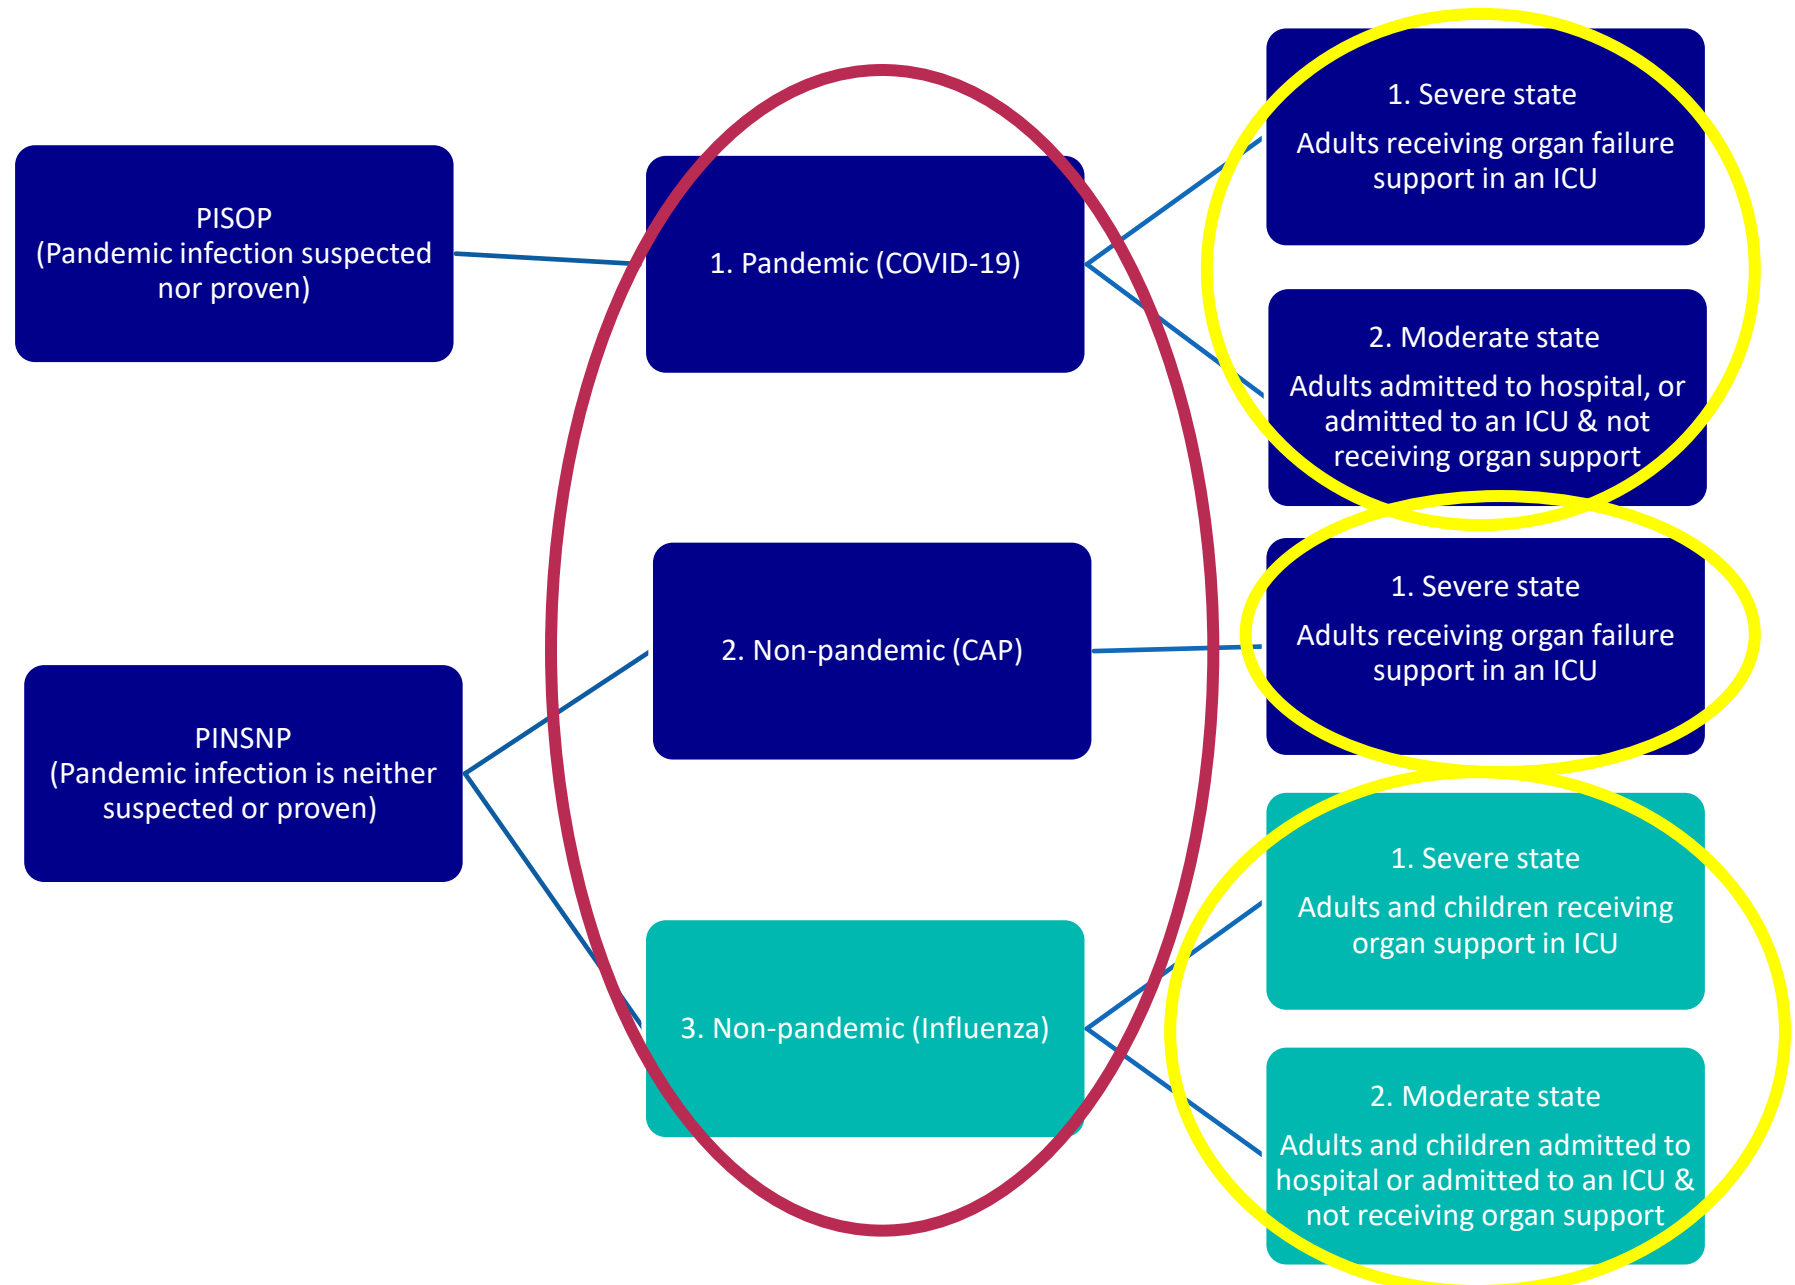 PISOP
(Pandemic infection suspected
nor proven)
PINSNP
(Pandemic infection is neither
suspected or proven)
1. Pandemic (COVID-19)
2. Non-pandemic (CAP)
3. Non-pandemic (Influenza)
1. Severe state
Adults receiving organ failure
support in an ICU
2. Moderate state
Adults admitted to hospital, or
admitted to an ICU & not
receiving organ support
1. Severe state
Adults receiving organ failure
support in an ICU
1. Severe state
Adults and children receiving
organ support in ICU
2. Moderate state
Adults and children admitted to
hospital or admitted to an ICU &
not receiving organ support